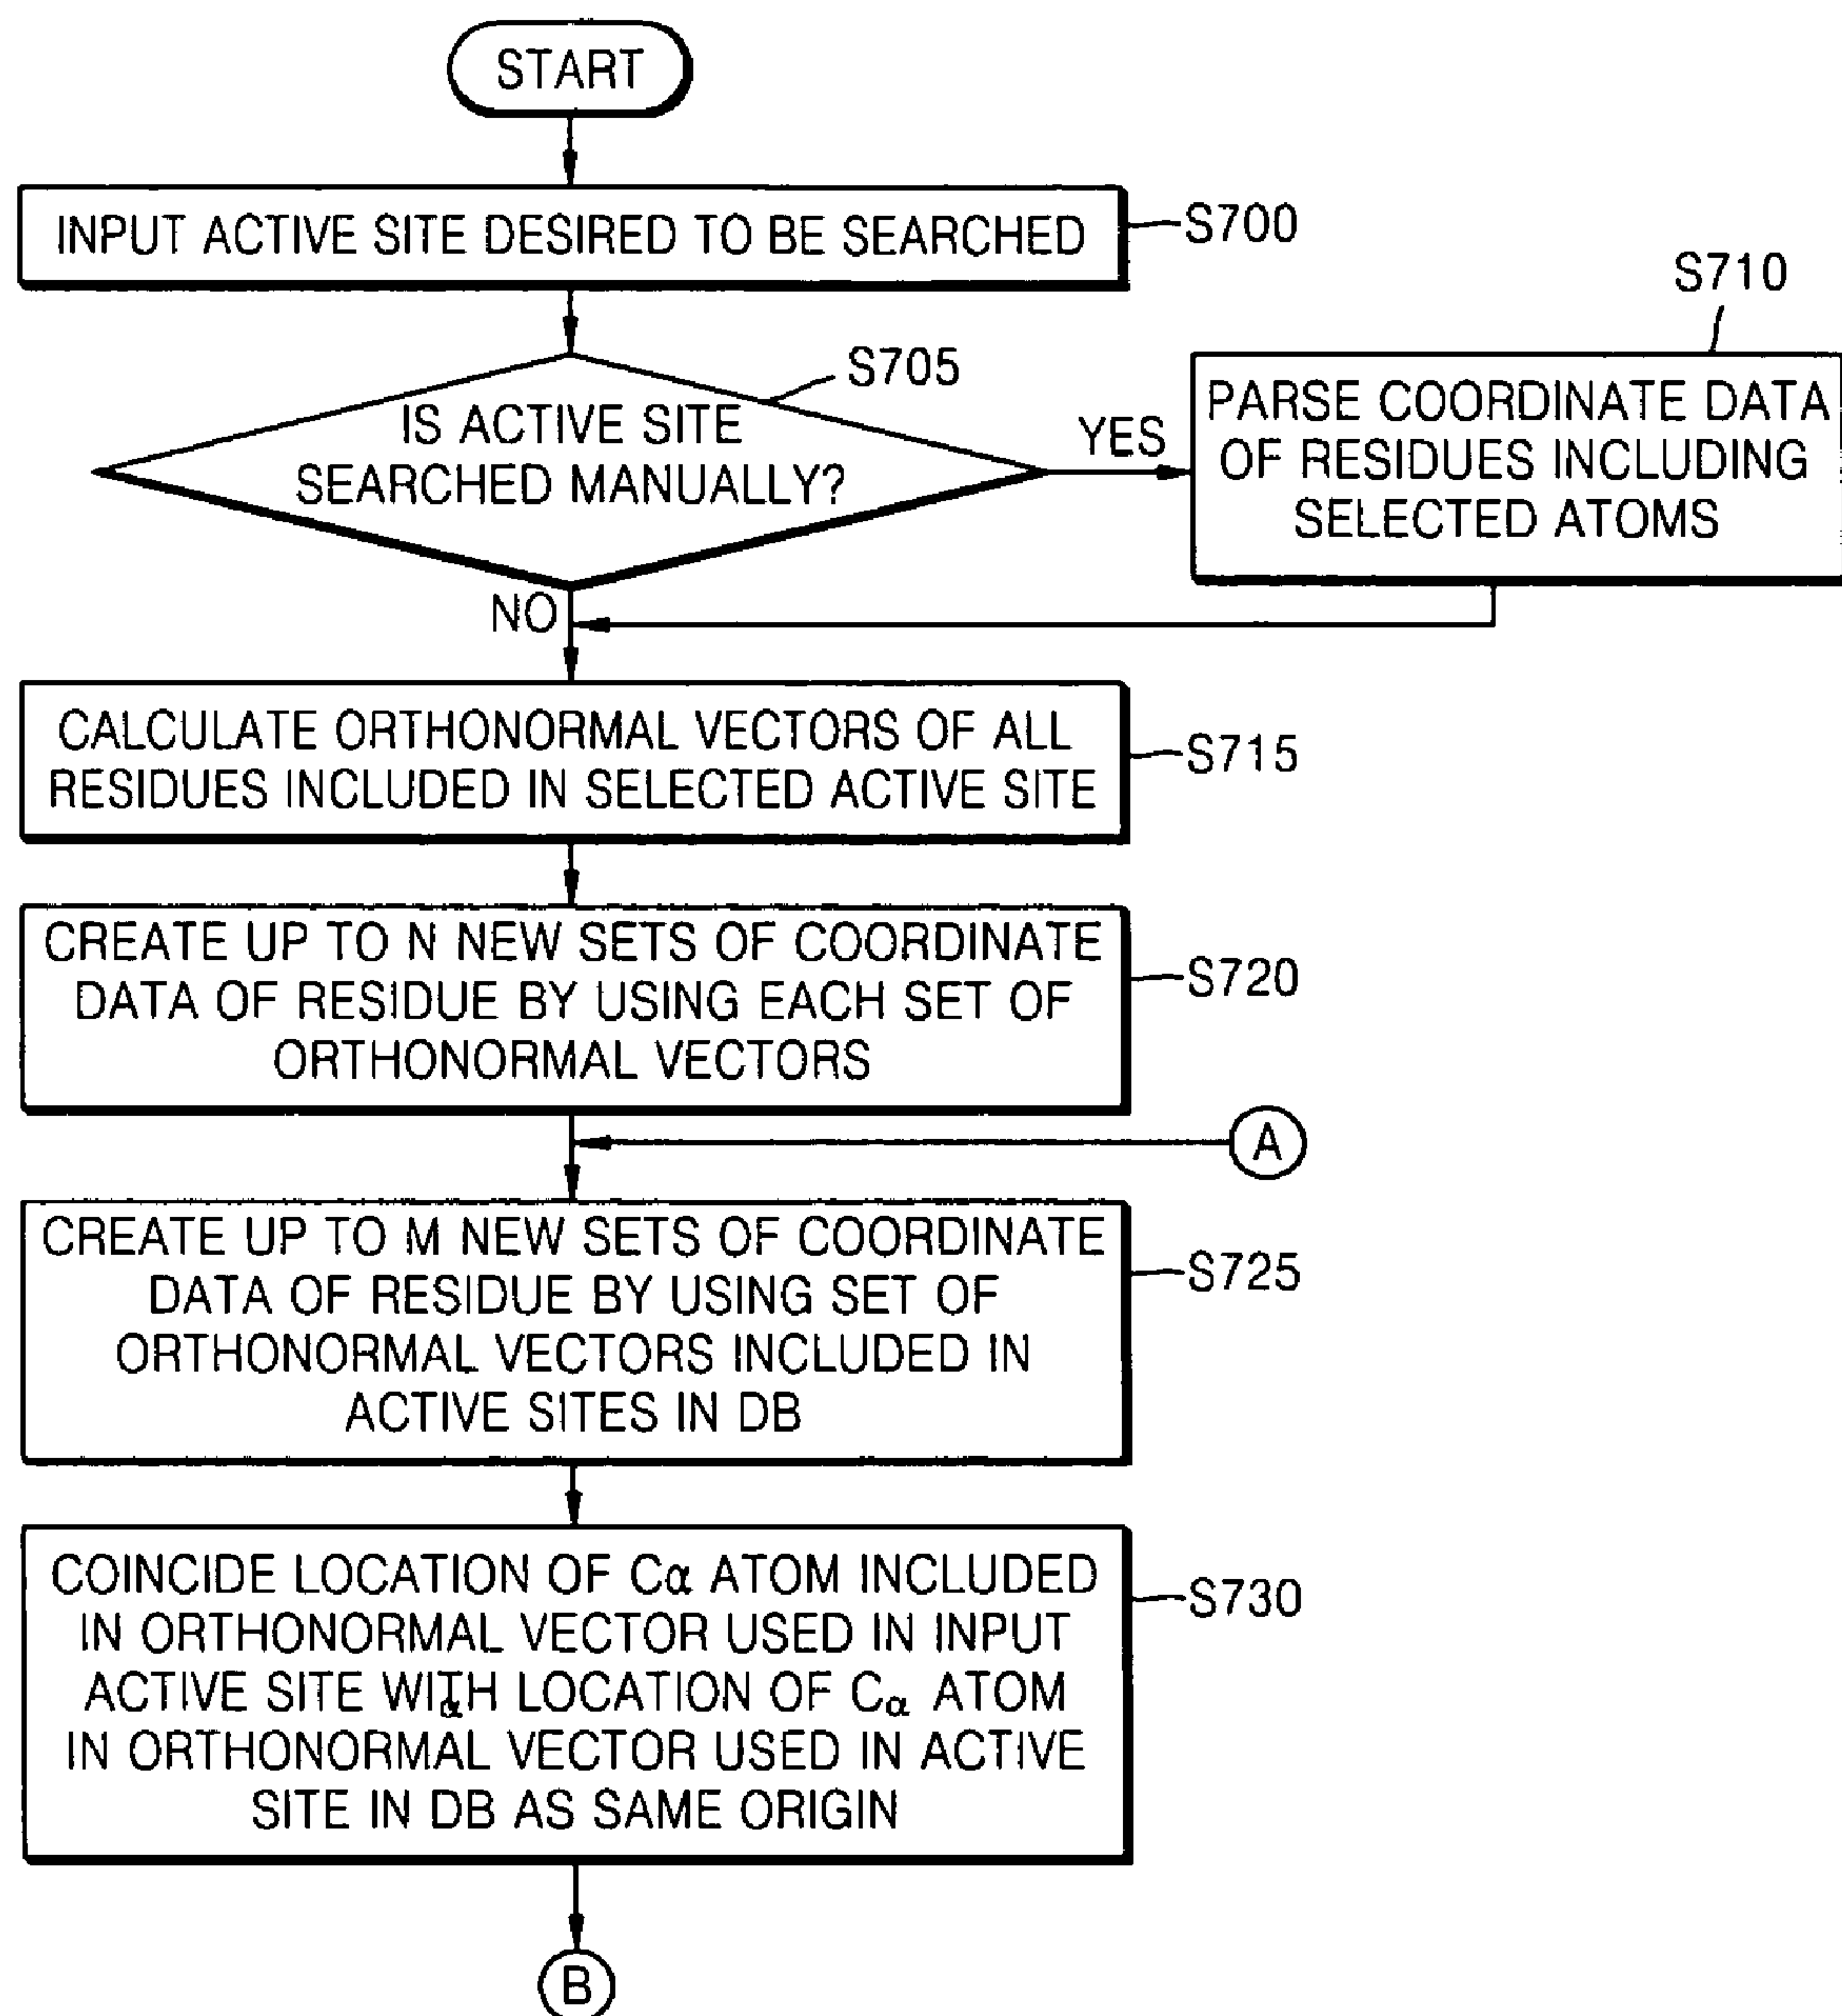 START
INPUT ACTIVE SITE DESIRED TO BE SEARCHED
S700
S710
S705
IS ACTIVE SITE
SEARCHED MANUALLY?
YES
PARSE COORDINATE DATA
OF RESIDUES INCLUDING
SELECTED ATOMS
NO
CALCULATE ORTHONORMAL VECTORS OF ALL
RESIDUES INCLUDED IN SELECTED ACTIVE SITE
S715
CREATE UP TO N NEW SETS OF COORDINATE
DATA OF RESIDUE BY USING EACH SET OF
ORTHONORMAL VECTORS
S720
A
CREATE UP TO M NEW SETS OF COORDINATE
DATA OF RESIDUE BY USING SET OF
ORTHONORMAL VECTORS INCLUDED IN
ACTIVE SITES IN DB
S725
COINCIDE LOCATION OF Cα ATOM INCLUDED
IN ORTHONORMAL VECTOR USED IN INPUT
ACTIVE SITE WITH LOCATION OF Cα ATOM
α
IN ORTHONORMAL VECTOR USED IN ACTIVE
SITE IN DB AS SAME ORIGIN
S730
B